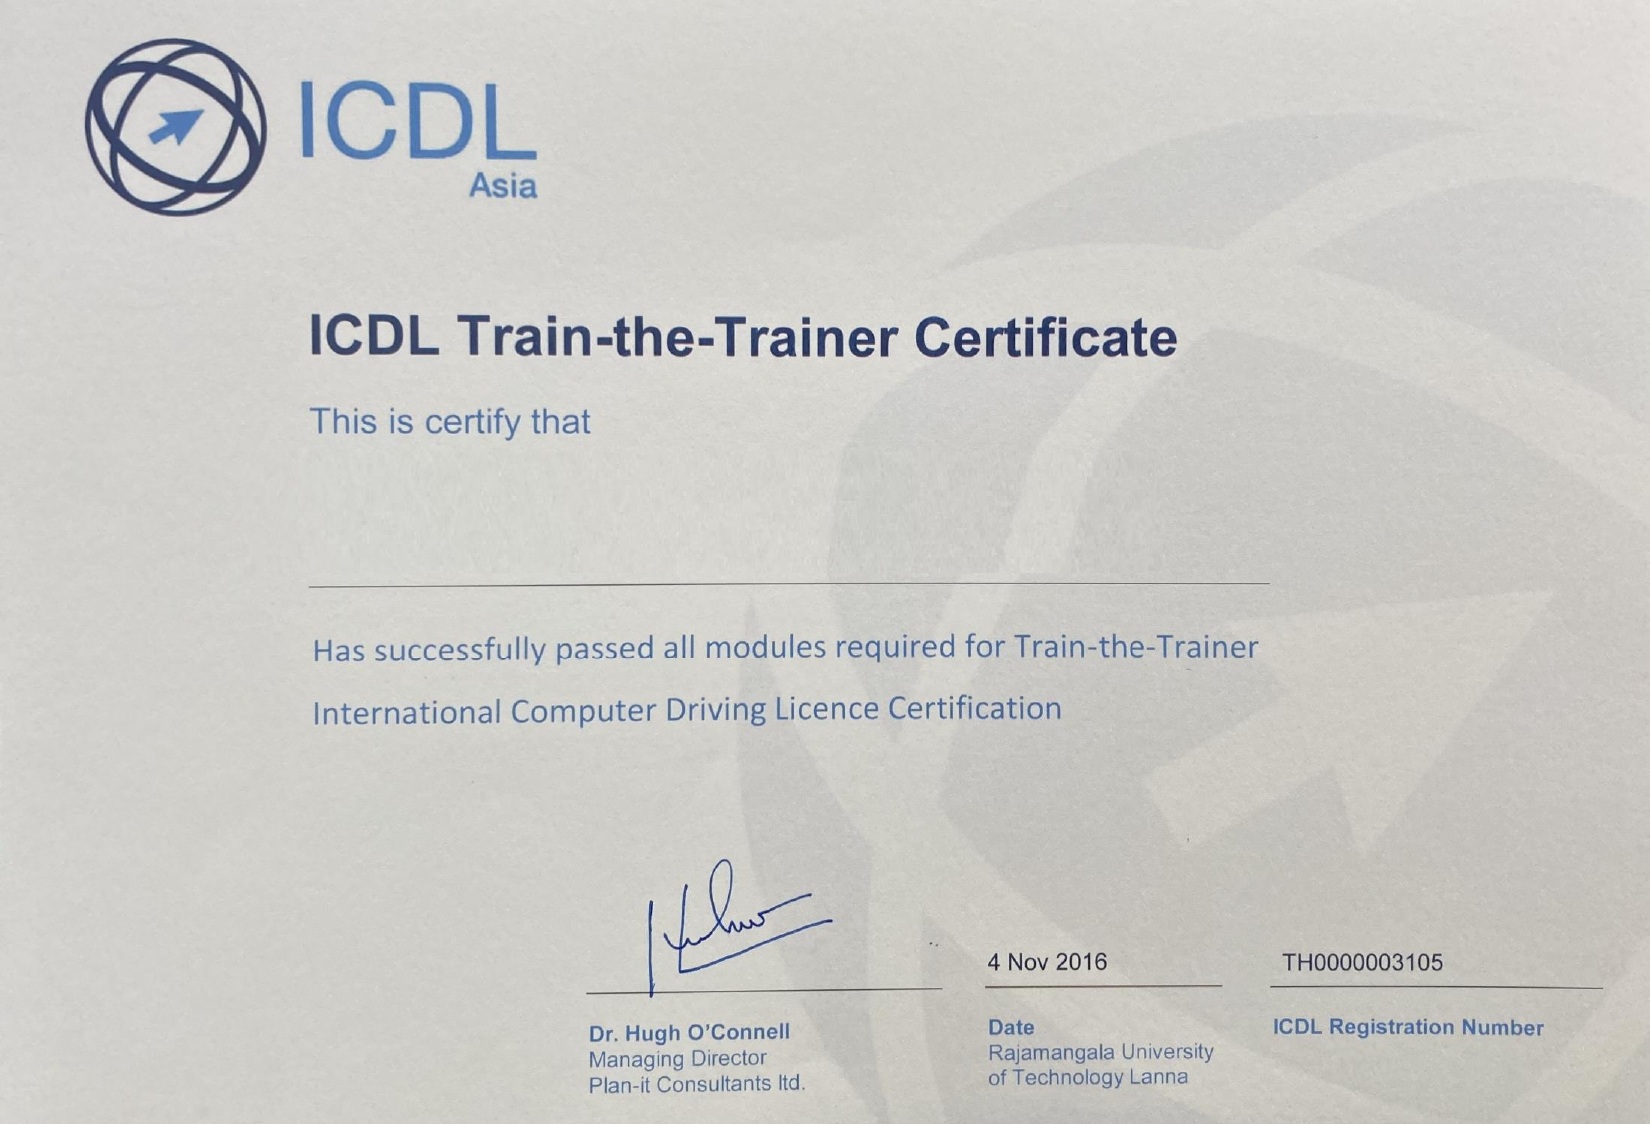 ICDL
Asia
ICDL Train-the-Trainer Certificate
This is certify that
Has successfully passed all modules required for Train-the-Trainer
International Computer Driving Licence Certification
4 Nov 2016
TH0000003105
Dr. Hugh O'Connell
Managing Director
Plan-it Consultants ltd.
Date
Rajamangala University
of Technology Lanna
ICDL Registration Number